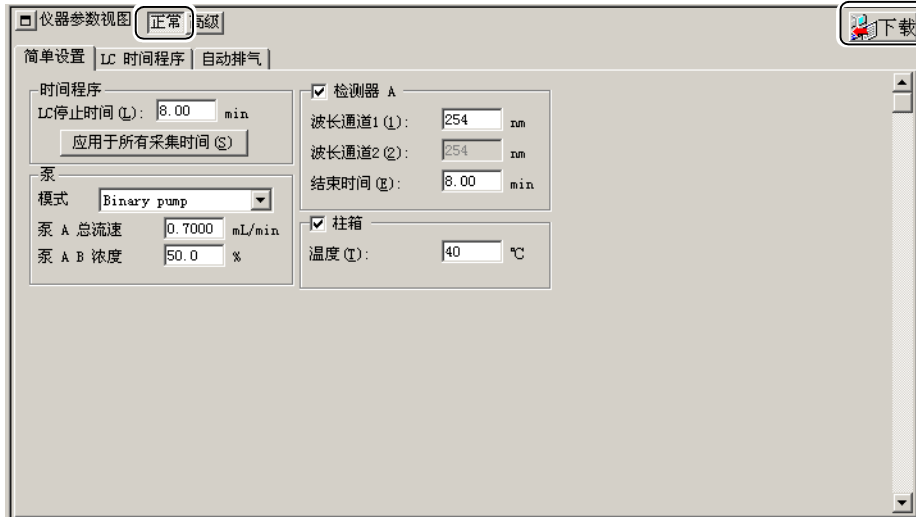 仪器参数视图 正常 高级 下载
简单设置 LC 时间程序 自动排气
时间程序
LC停止时间(L): 8.00 min
应用于所有采集时间(S)
泵
模式 Binary pump
泵 A 总流速 0.7000 mL/min
泵 A B 浓度 50.0 %
检测器 A
波长通道1(1): 254 nm
波长通道2(2): 254 nm
结束时间(E): 8.00 min
柱箱
温度(T): 40 ℃